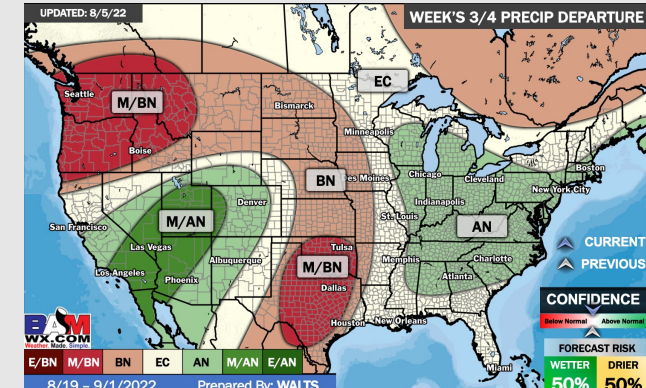 UPDATED: 8/5/22
WEEK'S 3/4 PRECIP DEPARTURE
EC
Seattle
M/BN
Bismarck
Minneapolis
Boise
BN
es Moines
Chicago
Cleveland
Boston
New York City
Indianapolis
Denver
M/AN
St. Louis
AN
San Francisco
Las Vegas
Tulsa
CURRENT
Albuquerque
M/BN
Memphis
Charlotte
PREVIOUS
Los Angeles
Phoenix
Dallas
Atlanta
CONFIDENCE
Below Normal
Above Normal
Houston
New Orleans
BAM
WX.COM
Weather. Made. Simple.
FORECAST RISK
E/BN M/BN BN EC AN M/AN E/AN
Miami
WETTER
DRIER
8/19 - 9/1/2022
Prepared By: WALTS
50%
50%